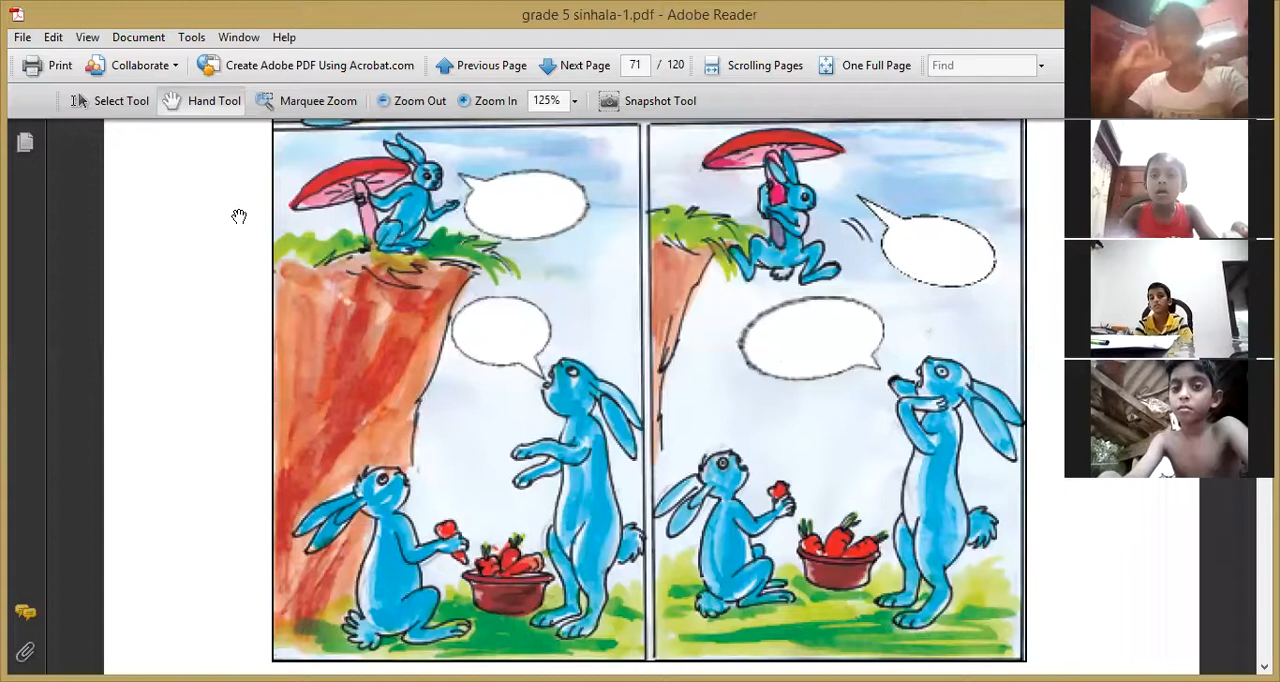 grade 5 sinhala-1.pdf - Adobe Reader
File Edit View Document Tools Window Help
Print Collaborate Create Adobe PDF Using Acrobat.com Previous Page Next Page 71 / 120 Scrolling Pages One Full Page Find
Select Tool Hand Tool Marquee Zoom Zoom Out Zoom In 125% Snapshot Tool